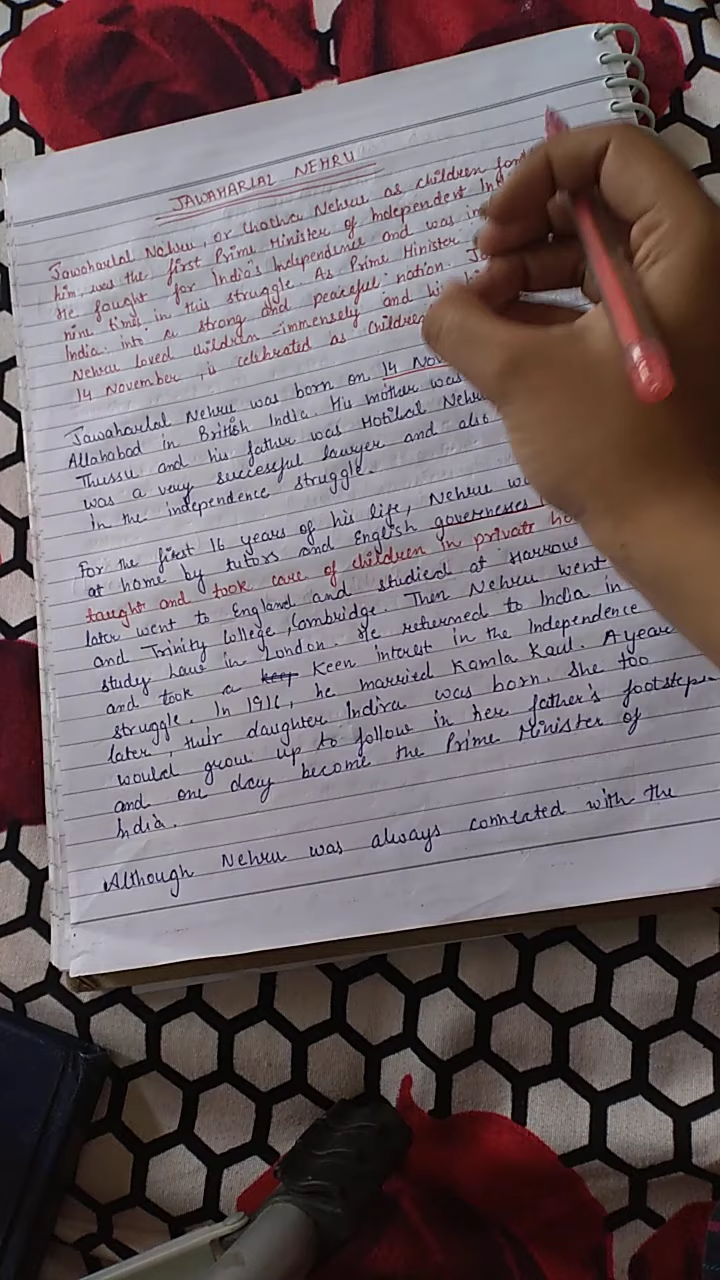 JAWAHARLAL NEHRU
Jawaharlal Nehru, or Chacha Nehru as children
him, was the first Prime Minister of Independent
He fought for India's Independence and was
nine times in this struggle. As Prime Minister
India into a strong and peaceful nation.
Nehru loved children immensely and his
14 November, is celebrated as Children
Jawaharlal Nehru was born on 14 Nov
Allahabad in British India. His mother was
Thussu and his father was Motilal Nehru
was a very successful lawyer and also
in the independence struggle.
For the first 16 years of his life, Nehru
at home by tutors and English governesses
taught and took care of children in private
later went to England and studied at Harrow
and Trinity College, Cambridge. Then Nehru went
study Law in London. He returned to India in
and took a keep keen interest in the Independence
struggle. In 1916, he married Kamla Kaul. A year
later, their daughter Indira was born. She too
would grow up to follow in her father's footsteps
and one day become the Prime Minister of
India.
Although Nehru was always connected with the